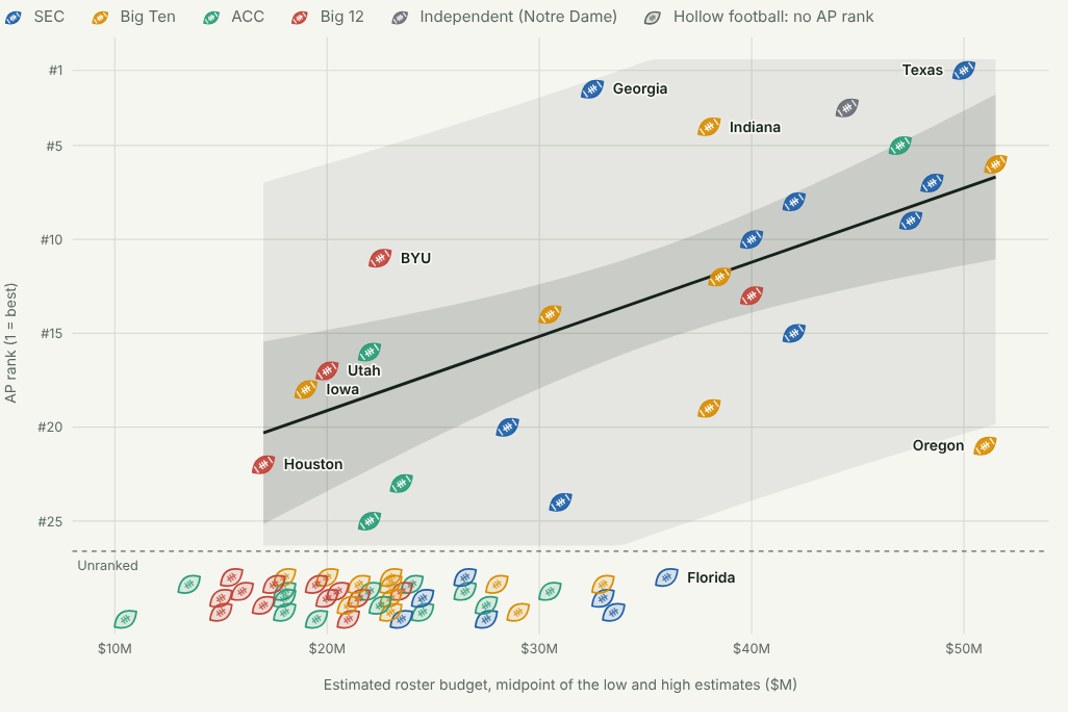 SEC Big Ten ACC Big 12 Independent (Notre Dame) Hollow football: no AP rank
#1
#5
#10
#15
#20
#25
AP rank (1 = best)
Texas
Georgia
Indiana
BYU
Utah
Iowa
Houston
Oregon
Unranked
Florida
$10M $20M $30M $40M $50M
Estimated roster budget, midpoint of the low and high estimates ($M)